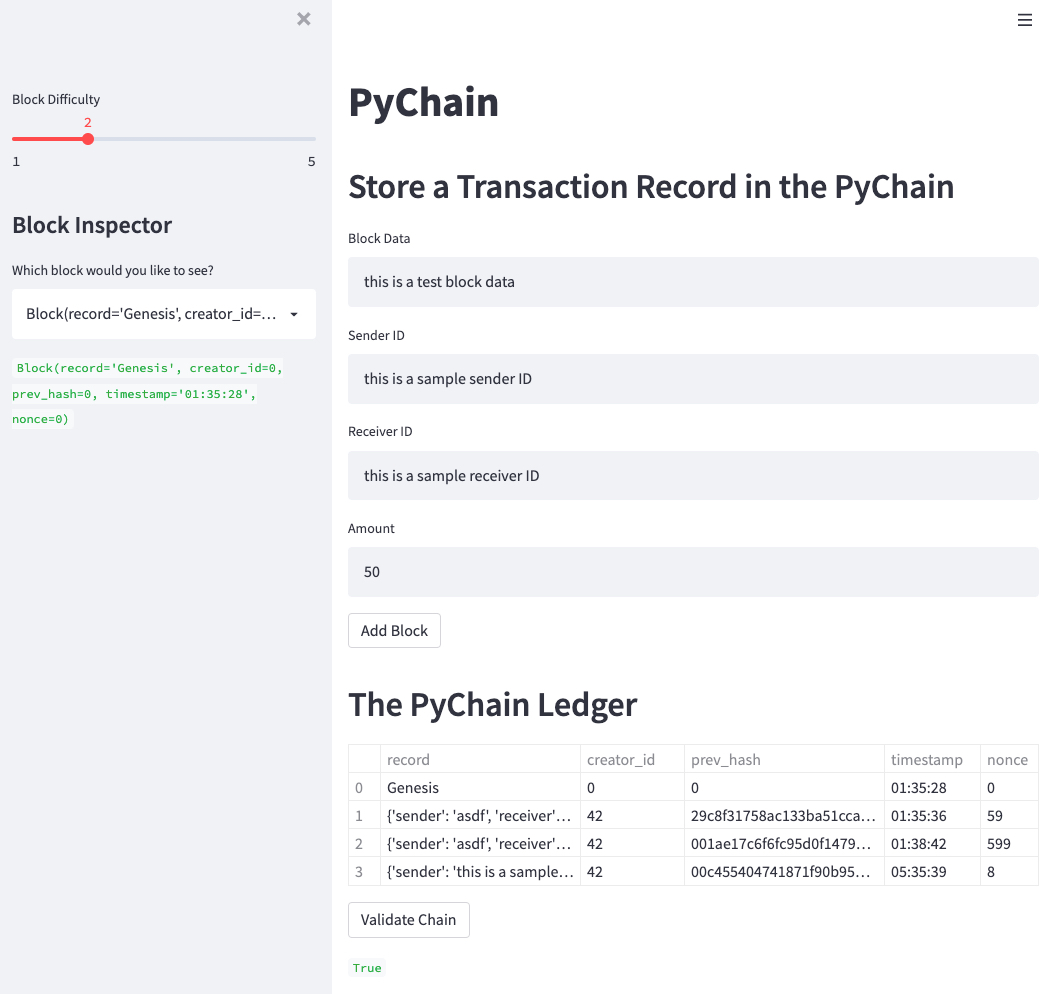 Block Difficulty
2
1 5
Block Inspector
Which block would you like to see?
Block(record='Genesis', creator_id=...
Block(record='Genesis', creator_id=0,
prev_hash=0, timestamp='01:35:28',
nonce=0)
PyChain
Store a Transaction Record in the PyChain
Block Data
this is a test block data
Sender ID
this is a sample sender ID
Receiver ID
this is a sample receiver ID
Amount
50
Add Block
The PyChain Ledger
record creator_id prev_hash timestamp nonce
0 Genesis 0 0 01:35:28 0
1 {'sender': 'asdf', 'receiver'... 42 29c8f31758ac133ba51cca... 01:35:36 59
2 {'sender': 'asdf', 'receiver'... 42 001ae17c6f6fc95d0f1479... 01:38:42 599
3 {'sender': 'this is a sample... 42 00c455404741871f90b95... 05:35:39 8
Validate Chain
True